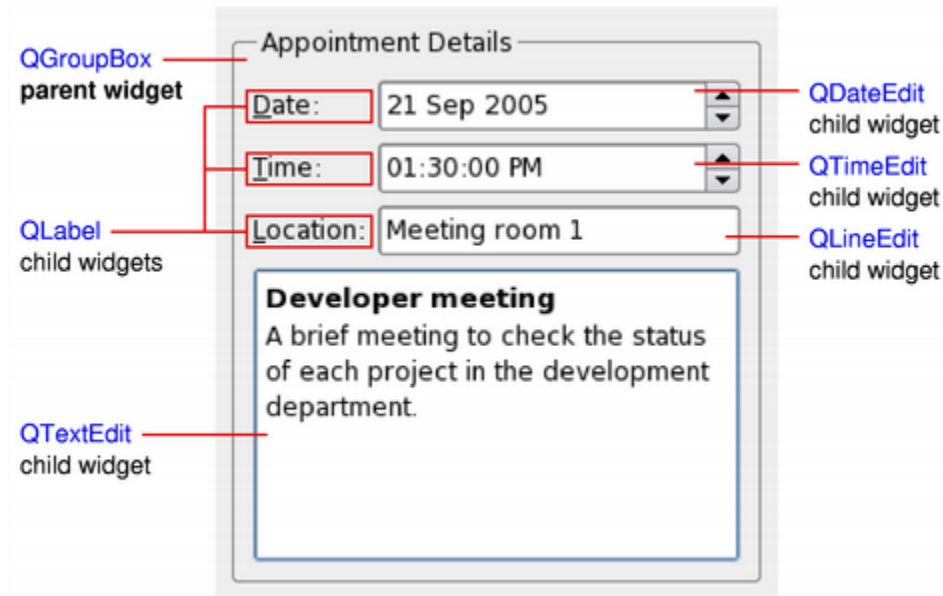 Appointment Details
QGroupBox
parent widget
Date:
21 Sep 2005
QDateEdit
child widget
Time:
01:30:00 PM
QTimeEdit
child widget
QLabel
child widgets
Location:
Meeting room 1
QLineEdit
child widget
Developer meeting
A brief meeting to check the status
of each project in the development
department.
QTextEdit
child widget